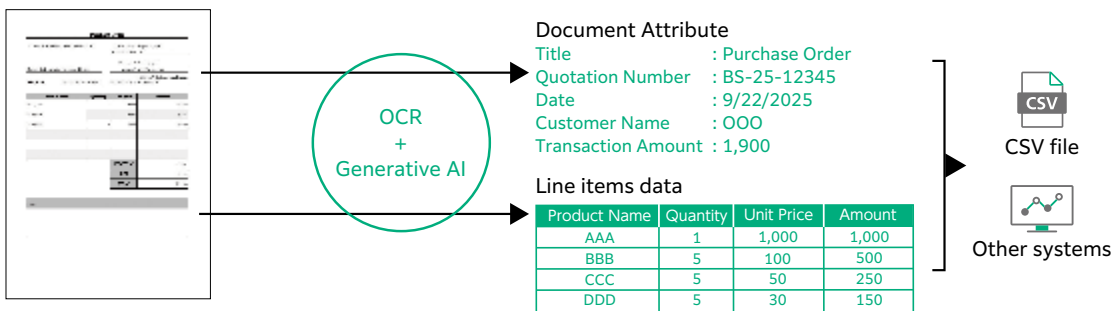 OCR
+
Generative AI
Document Attribute
Title : Purchase Order
Quotation Number : BS-25-12345
Date : 9/22/2025
Customer Name : OOO
Transaction Amount : 1,900
Line items data
Product Name Quantity Unit Price Amount
AAA 1 1,000 1,000
BBB 5 100 500
CCC 5 50 250
DDD 5 30 150
CSV
CSV file
Other systems